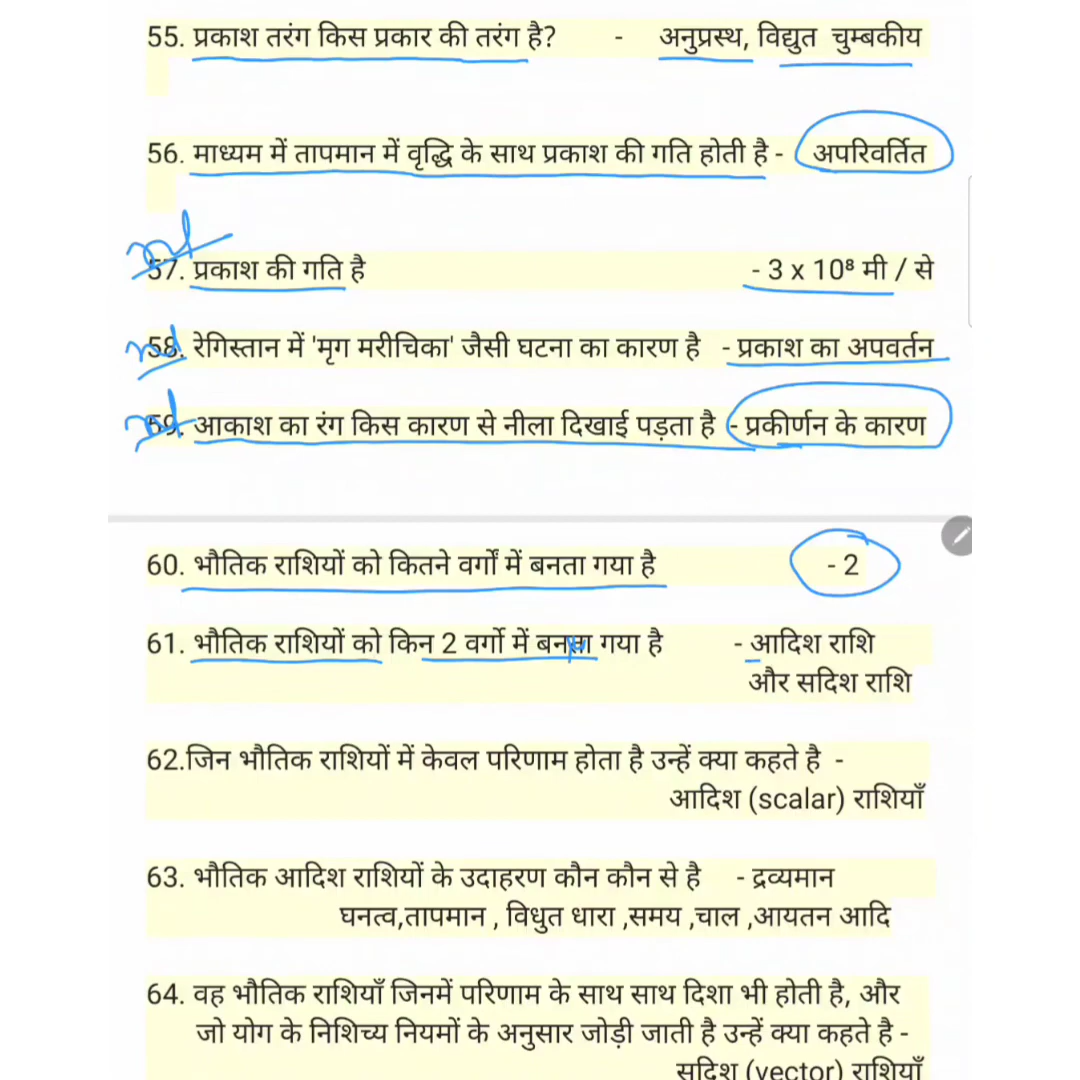 55. प्रकाश तरंग किस प्रकार की तरंग है? - अनुप्रस्थ, विद्युत चुम्बकीय
56. माध्यम में तापमान में वृद्धि के साथ प्रकाश की गति होती है - अपरिवर्तित
57. प्रकाश की गति है - 3 x 10⁸ मी / से
58. रेगिस्तान में 'मृग मरीचिका' जैसी घटना का कारण है - प्रकाश का अपवर्तन
59. आकाश का रंग किस कारण से नीला दिखाई पड़ता है - प्रकीर्णन के कारण
60. भौतिक राशियों को कितने वर्गों में बनता गया है - 2
61. भौतिक राशियों को किन 2 वर्गो में बनता गया है - आदिश राशि
और सदिश राशि
62.जिन भौतिक राशियों में केवल परिणाम होता है उन्हें क्या कहते है -
आदिश (scalar) राशियाँ
63. भौतिक आदिश राशियों के उदाहरण कौन कौन से है - द्रव्यमान
घनत्व,तापमान , विधुत धारा ,समय ,चाल ,आयतन आदि
64. वह भौतिक राशियाँ जिनमें परिणाम के साथ साथ दिशा भी होती है, और
जो योग के निशिच्य नियमों के अनुसार जोड़ी जाती है उन्हें क्या कहते है -
सदिश (vector) राशियाँ